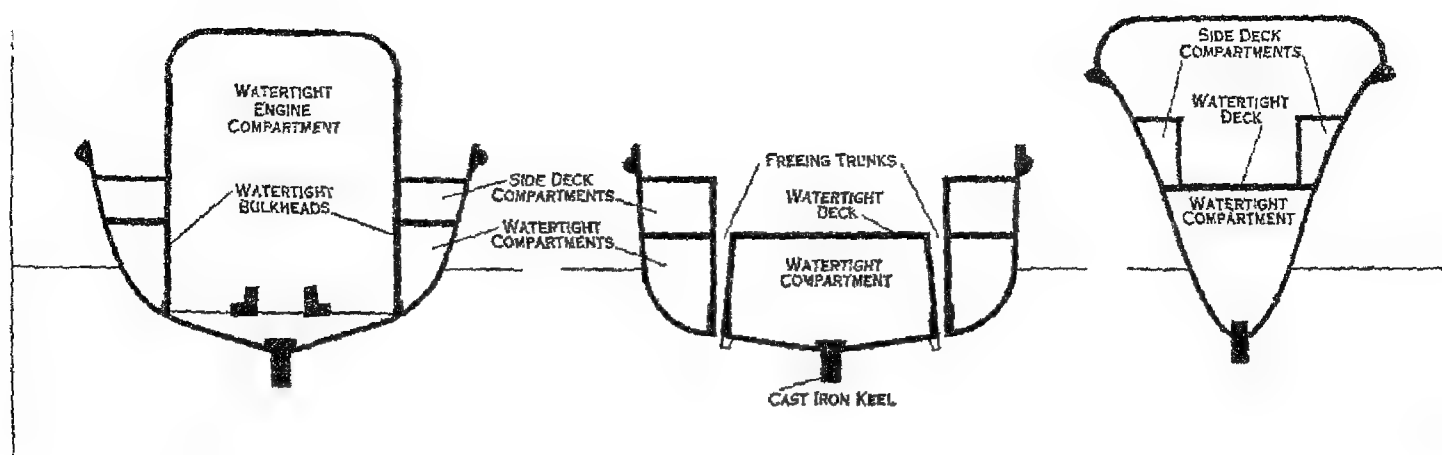 WATERTIGHT
ENGINE
COMPARTMENT
WATERTIGHT
BULKHEADS
SIDE DECK
COMPARTMENTS
WATERTIGHT
COMPARTMENTS
FREEING TRUNKS
WATERTIGHT
DECK
WATERTIGHT
COMPARTMENT
CAST IRON KEEL
SIDE DECK
COMPARTMENTS
WATERTIGHT
DECK
WATERTIGHT
COMPARTMENT